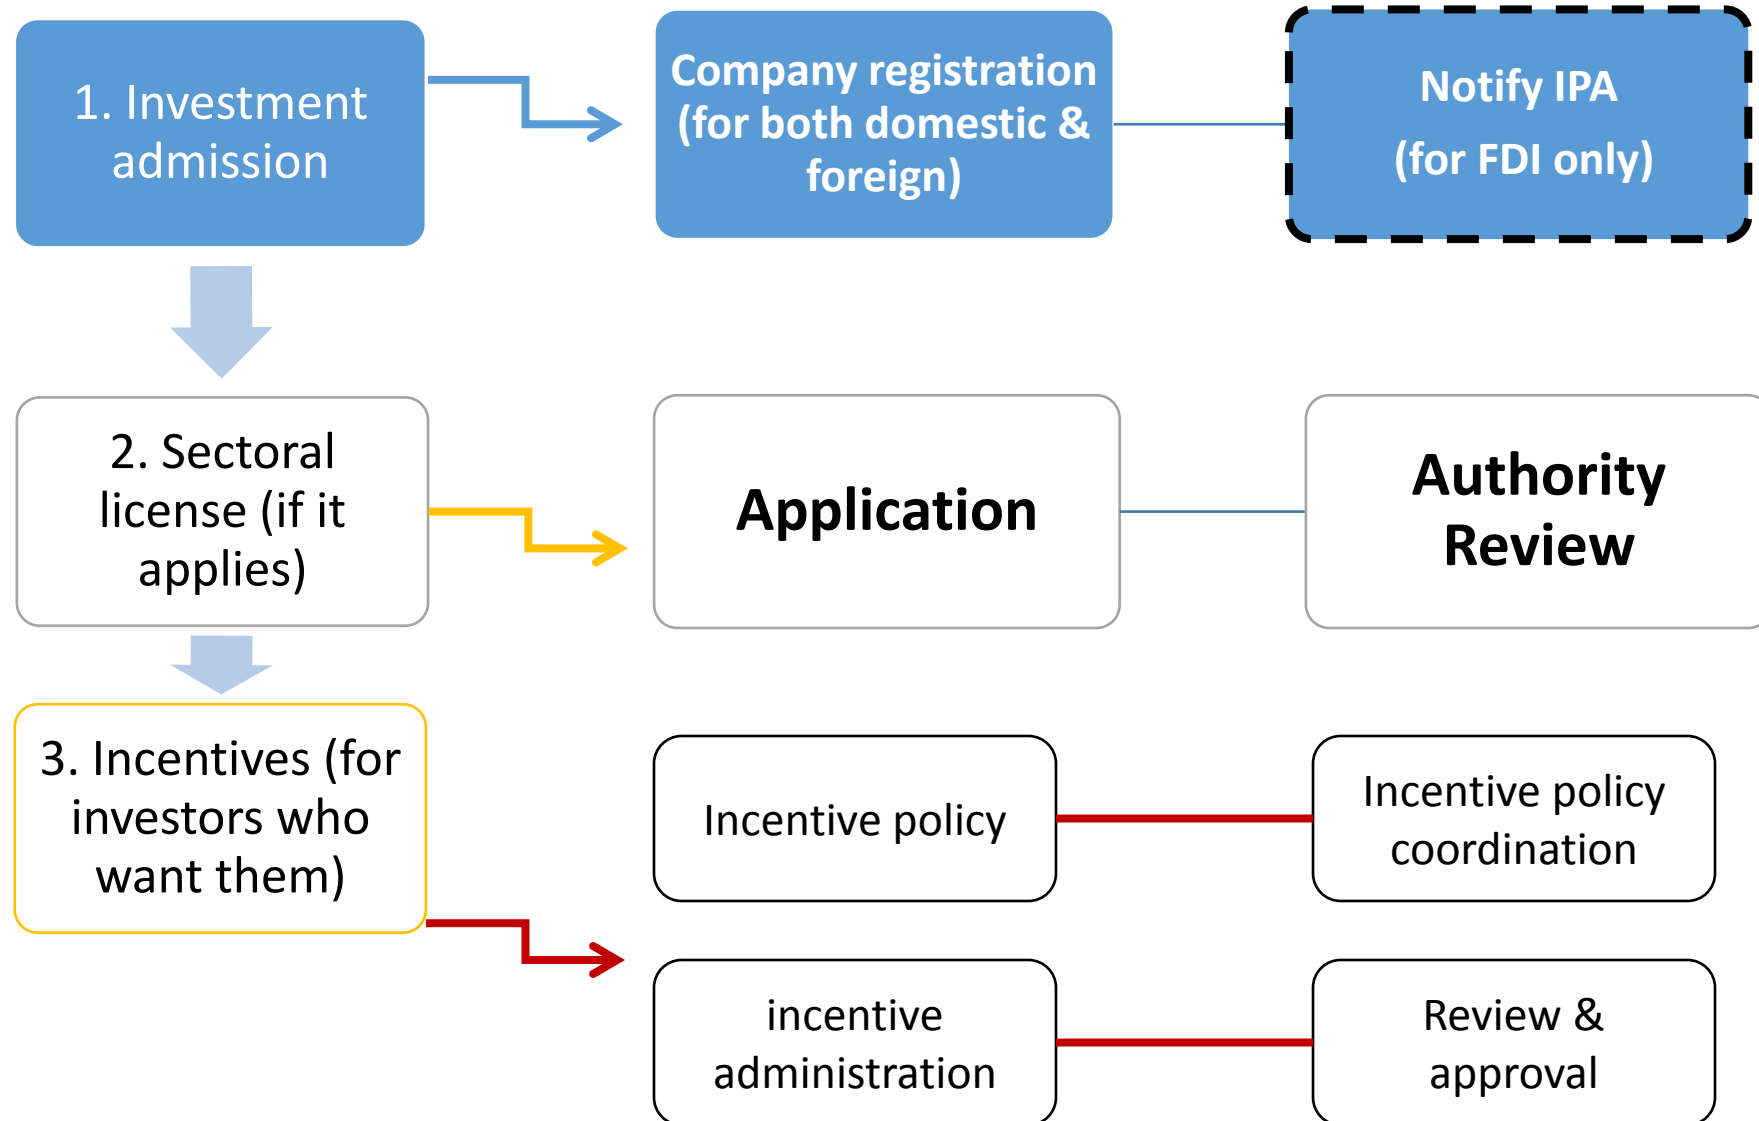 1. Investment
admission
Company registration
(for both domestic &
foreign)
Notify IPA
(for FDI only)
2. Sectoral
license (if it
applies)
Application
Authority
Review
3. Incentives (for
investors who
want them)
Incentive policy
Incentive policy
coordination
incentive
administration
Review &
approval